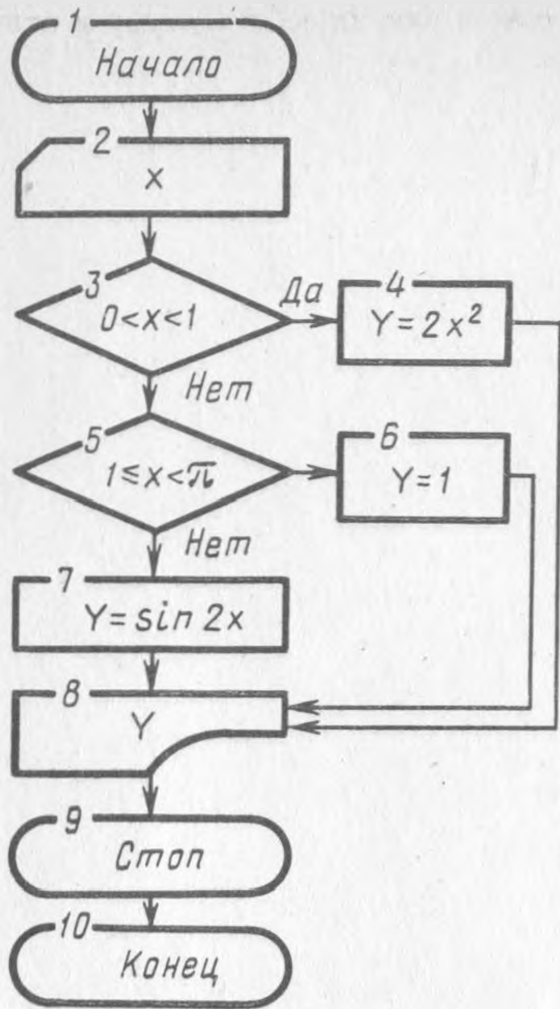 1
Начало
2
x
3
0<x<1
Да
4
Y=2x²
Нет
5
1≤x<π
6
Y=1
Нет
7
Y=sin 2x
8
Y
9
Стоп
10
Конец